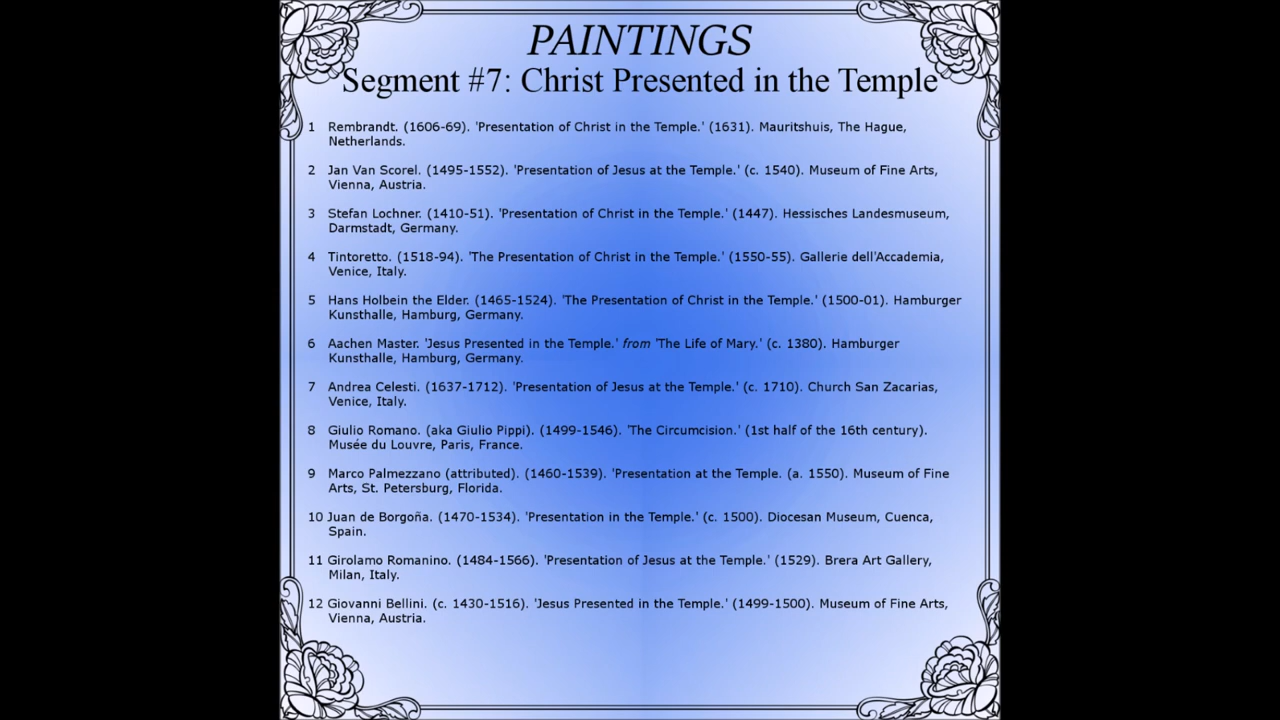 PAINTINGS
Segment #7: Christ Presented in the Temple
1 Rembrandt. (1606-69). 'Presentation of Christ in the Temple.' (1631). Mauritshuis, The Hague,
Netherlands.
2 Jan Van Scorel. (1495-1552). 'Presentation of Jesus at the Temple.' (c. 1540). Museum of Fine Arts,
Vienna, Austria.
3 Stefan Lochner. (1410-51). 'Presentation of Christ in the Temple.' (1447). Hessisches Landesmuseum,
Darmstadt, Germany.
4 Tintoretto. (1518-94). 'The Presentation of Christ in the Temple.' (1550-55). Gallerie dell'Accademia,
Venice, Italy.
5 Hans Holbein the Elder. (1465-1524). 'The Presentation of Christ in the Temple.' (1500-01). Hamburger
Kunsthalle, Hamburg, Germany.
6 Aachen Master. 'Jesus Presented in the Temple.' from 'The Life of Mary.' (c. 1380). Hamburger
Kunsthalle, Hamburg, Germany.
7 Andrea Celesti. (1637-1712). 'Presentation of Jesus at the Temple.' (c. 1710). Church San Zacarias,
Venice, Italy.
8 Giulio Romano. (aka Giulio Pippi). (1499-1546). 'The Circumcision.' (1st half of the 16th century).
Musée du Louvre, Paris, France.
9 Marco Palmezzano (attributed). (1460-1539). 'Presentation at the Temple. (a. 1550). Museum of Fine
Arts, St. Petersburg, Florida.
10 Juan de Borgoña. (1470-1534). 'Presentation in the Temple.' (c. 1500). Diocesan Museum, Cuenca,
Spain.
11 Girolamo Romanino. (1484-1566). 'Presentation of Jesus at the Temple.' (1529). Brera Art Gallery,
Milan, Italy.
12 Giovanni Bellini. (c. 1430-1516). 'Jesus Presented in the Temple.' (1499-1500). Museum of Fine Arts,
Vienna, Austria.